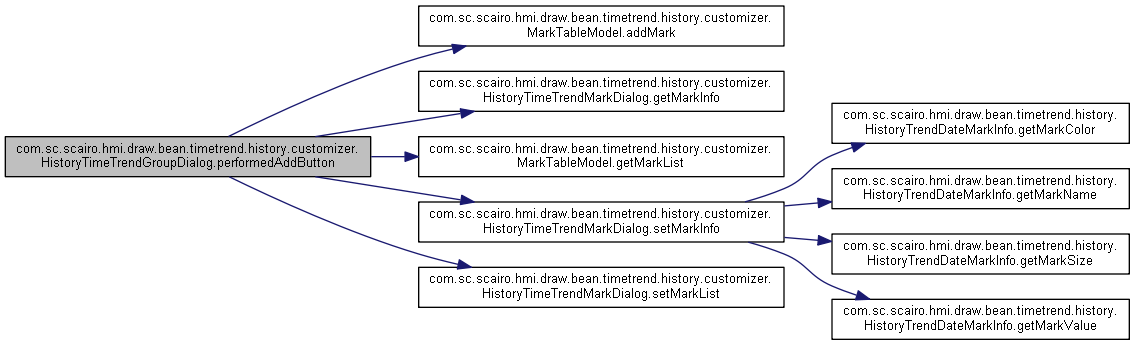 com.sc.scairo.hmi.draw.bean.timetrend.history.customizer.
HistoryTimeTrendGroupDialog.performedAddButton
com.sc.scairo.hmi.draw.bean.timetrend.history.customizer.
MarkTableModel.addMark
com.sc.scairo.hmi.draw.bean.timetrend.history.customizer.
HistoryTimeTrendMarkDialog.getMarkInfo
com.sc.scairo.hmi.draw.bean.timetrend.history.customizer.
MarkTableModel.getMarkList
com.sc.scairo.hmi.draw.bean.timetrend.history.customizer.
HistoryTimeTrendMarkDialog.setMarkInfo
com.sc.scairo.hmi.draw.bean.timetrend.history.customizer.
HistoryTimeTrendMarkDialog.setMarkList
com.sc.scairo.hmi.draw.bean.timetrend.history.
HistoryTrendDateMarkInfo.getMarkColor
com.sc.scairo.hmi.draw.bean.timetrend.history.
HistoryTrendDateMarkInfo.getMarkName
com.sc.scairo.hmi.draw.bean.timetrend.history.
HistoryTrendDateMarkInfo.getMarkSize
com.sc.scairo.hmi.draw.bean.timetrend.history.
HistoryTrendDateMarkInfo.getMarkValue